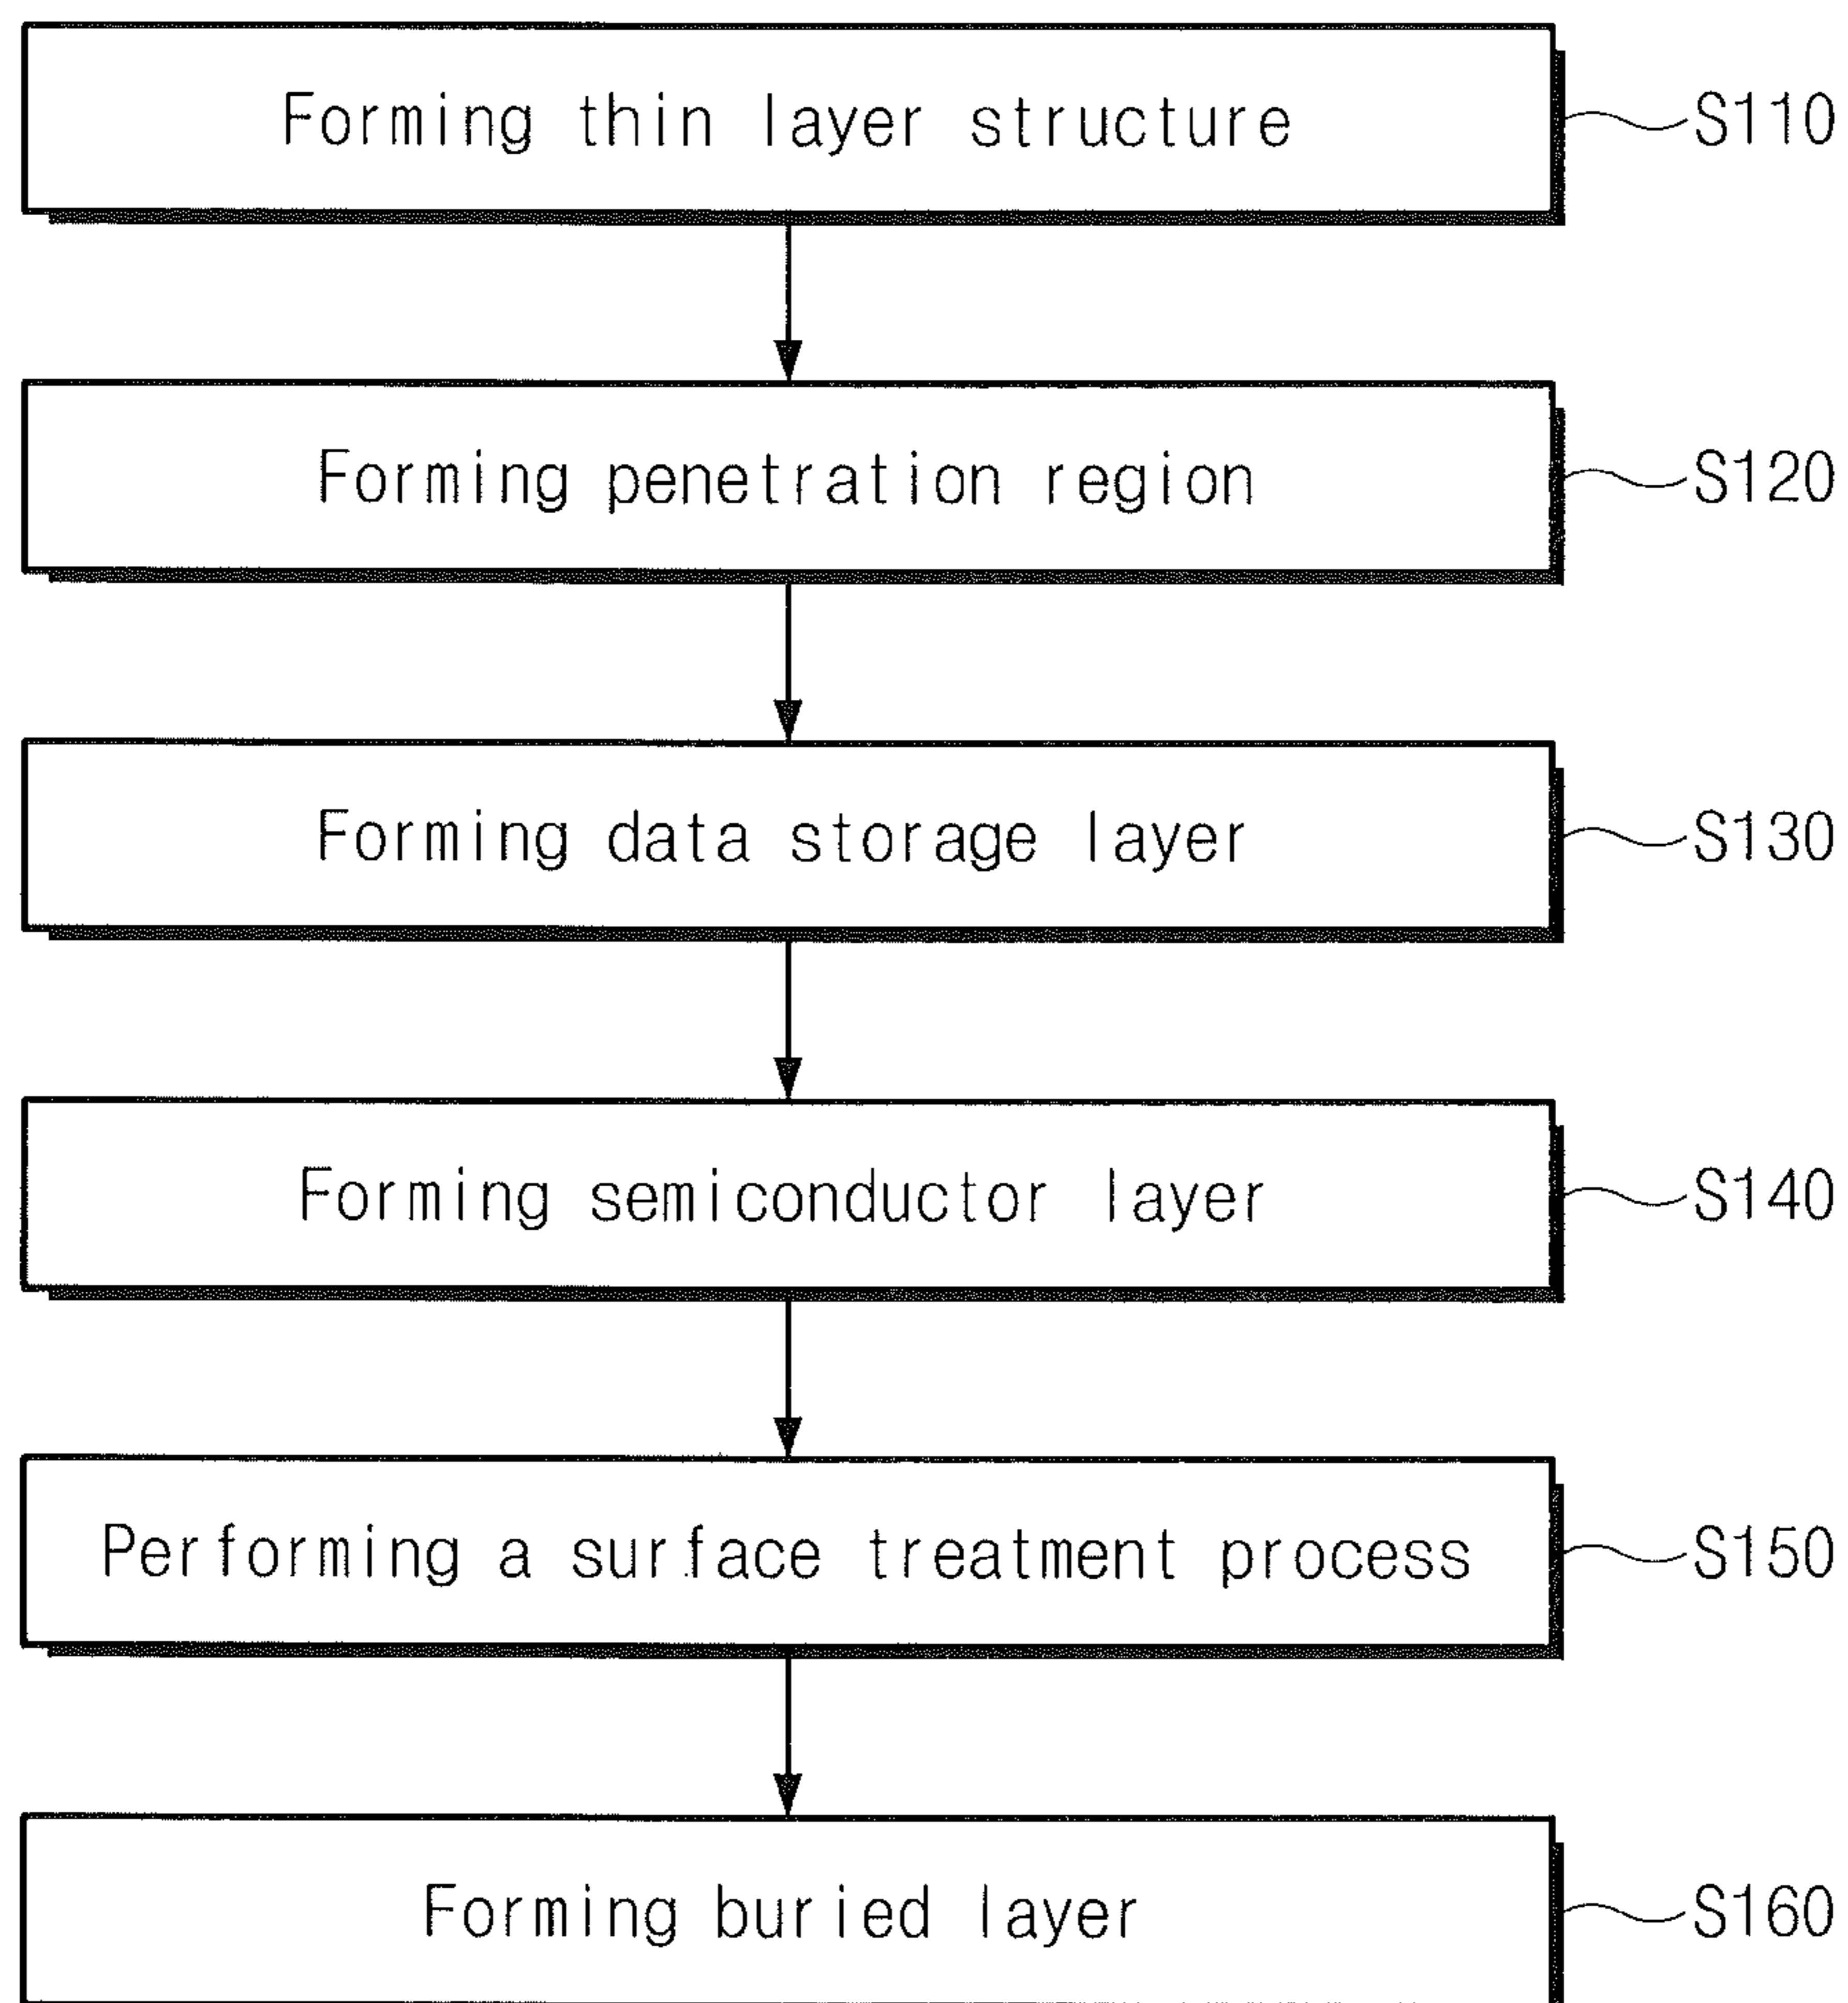 Forming thin layer structure
S110
Forming penetration region
S120
Forming data storage layer
S130
Forming semiconductor layer
S140
Performing a surface treatment process
S150
Forming buried layer
S160